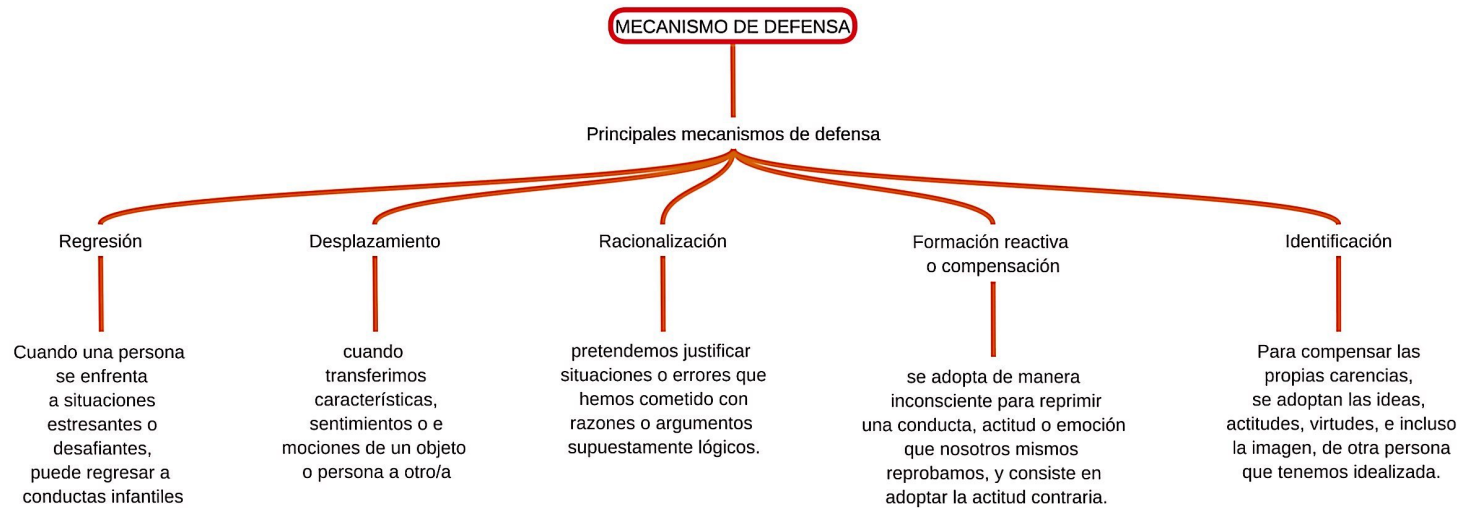 MECANISMO DE DEFENSA
Principales mecanismos de defensa
Regresión
Cuando una persona
se enfrenta
a situaciones
estresantes o
desafiantes,
puede regresar a
conductas infantiles
Desplazamiento
cuando
transferimos
características,
sentimientos o e
mociones de un objeto
o persona a otro/a
Racionalización
pretendemos justificar
situaciones o errores que
hemos cometido con
razones o argumentos
supuestamente lógicos.
Formación reactiva
o compensación
se adopta de manera
inconsciente para reprimir
una conducta, actitud o emoción
que nosotros mismos
reprobamos, y consiste en
adoptar la actitud contraria.
Identificación
Para compensar las
propias carencias,
se adoptan las ideas,
actitudes, virtudes, e incluso
la imagen, de otra persona
que tenemos idealizada.